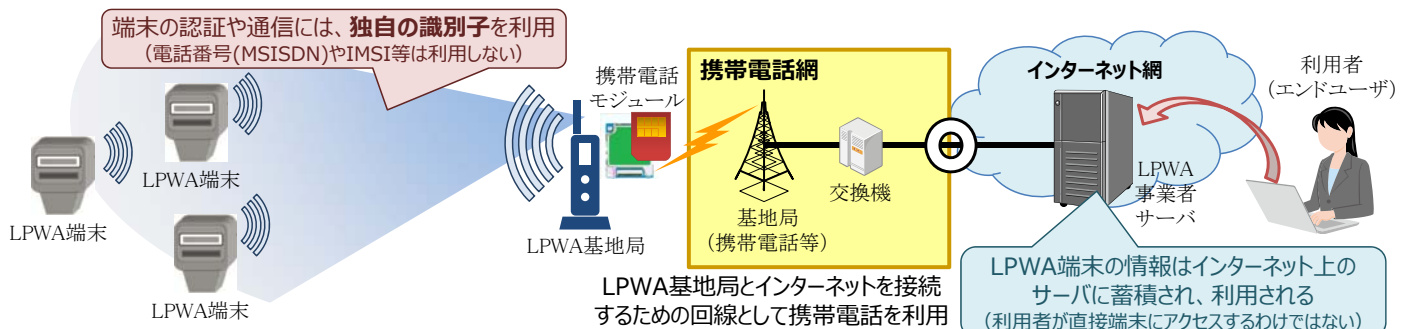 端末の認証や通信には、独自の識別子を利用
（電話番号(MSISDN)やIMSI等は利用しない）
LPWA端末
LPWA端末
LPWA端末
携帯電話
モジュール
LPWA基地局
携帯電話網
基地局
（携帯電話等）
交換機
LPWA基地局とインターネットを接続
するための回線として携帯電話を利用
インターネット網
LPWA
事業者
サーバ
利用者
（エンドユーザ）
LPWA端末の情報はインターネット上の
サーバに蓄積され、利用される
（利用者が直接端末にアクセスするわけではない）